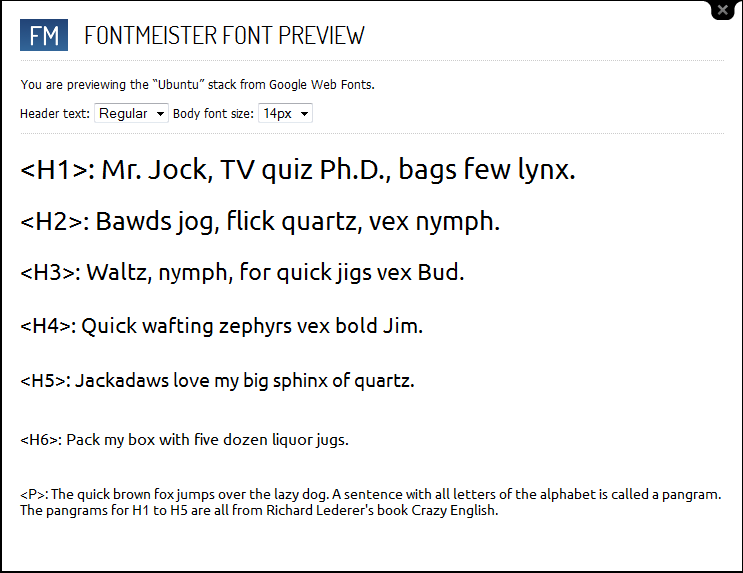 FM FONTMEISTER FONT PREVIEW
You are previewing the “Ubuntu” stack from Google Web Fonts.
Header text: Regular Body font size: 14px
<H1>: Mr. Jock, TV quiz Ph.D., bags few lynx.
<H2>: Bawds jog, flick quartz, vex nymph.
<H3>: Waltz, nymph, for quick jigs vex Bud.
<H4>: Quick wafting zephyrs vex bold Jim.
<H5>: Jackadaws love my big sphinx of quartz.
<H6>: Pack my box with five dozen liquor jugs.
<P>: The quick brown fox jumps over the lazy dog. A sentence with all letters of the alphabet is called a pangram.
The pangrams for H1 to H5 are all from Richard Lederer's book Crazy English.